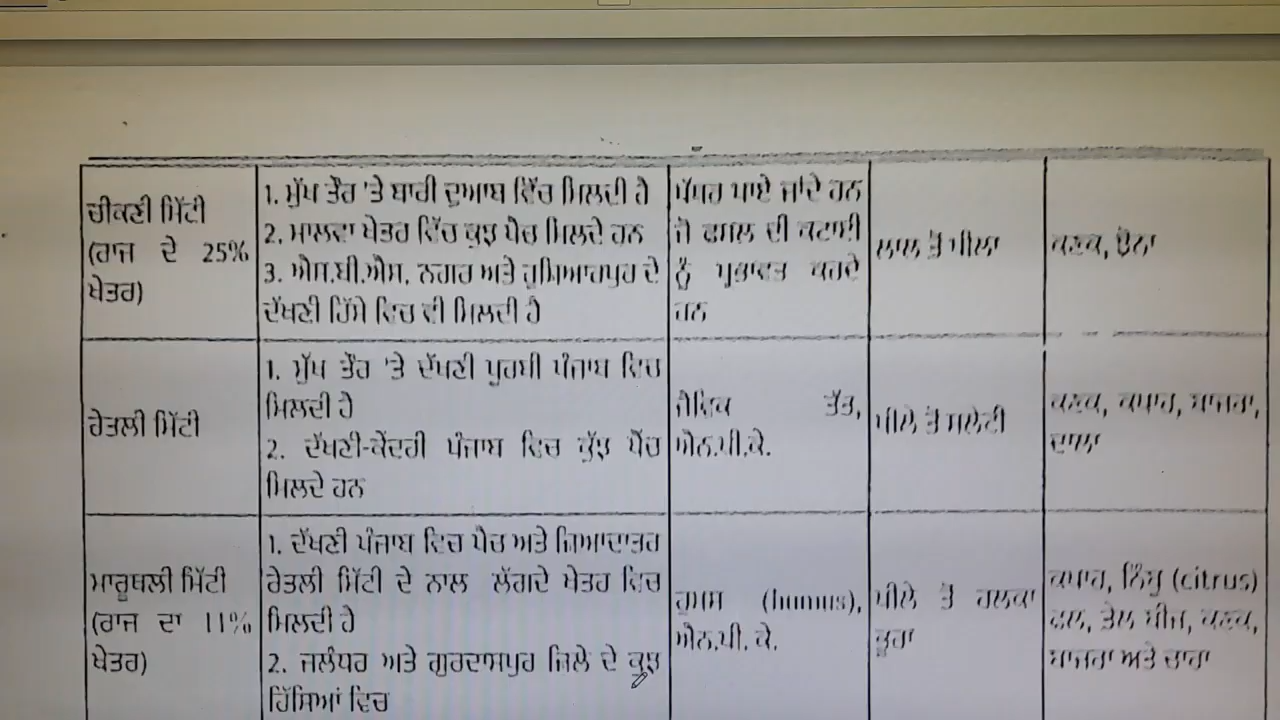 ਚੀਕਣੀ ਮਿੱਟੀ
(ਰਾਜ ਦੇ 25%
ਖੇਤਰ)
1. ਮੁੱਖ ਤੌਰ 'ਤੇ ਬਾਰੀ ਦੁਆਬ ਵਿੱਚ ਮਿਲਦੀ ਹੈ
2. ਮਾਲਵਾ ਖੇਤਰ ਵਿੱਚ ਕੁਝ ਪੈਚ ਮਿਲਦੇ ਹਨ
3. ਐਸ.ਬੀ.ਐਸ. ਨਗਰ ਅਤੇ ਹੁਸ਼ਿਆਰਪੁਰ ਦੇ
ਦੱਖਣੀ ਹਿੱਸੇ ਵਿਚ ਵੀ ਮਿਲਦੀ ਹੈ
ਪੱਥਰ ਪਾਏ ਜਾਂਦੇ ਹਨ
ਜੋ ਫਸਲ ਦੀ ਕਟਾਈ
ਨੂੰ ਪ੍ਰਭਾਵਤ ਕਰਦੇ
ਹਨ
ਲਾਲ ਤੋਂ ਪੀਲਾ
ਕਣਕ, ਝੋਨਾ
ਰੇਤਲੀ ਮਿੱਟੀ
1. ਮੁੱਖ ਤੌਰ 'ਤੇ ਦੱਖਣੀ ਪੂਰਬੀ ਪੰਜਾਬ ਵਿਚ
ਮਿਲਦੀ ਹੈ
2. ਦੱਖਣੀ-ਕੇਂਦਰੀ ਪੰਜਾਬ ਵਿਚ ਕੁੱਝ ਪੈਚ
ਮਿਲਦੇ ਹਨ
ਜੈਵਿਕ ਤੱਤ,
ਐਨ.ਪੀ.ਕੇ.
ਪੀਲੇ ਤੋਂ ਸਲੇਟੀ
ਕਣਕ, ਕਪਾਹ, ਬਾਜਰਾ,
ਦਾਲਾ
ਮਾਰੂਥਲੀ ਮਿੱਟੀ
(ਰਾਜ ਦਾ 11%
ਖੇਤਰ)
1. ਦੱਖਣੀ ਪੰਜਾਬ ਵਿਚ ਪੈਚ ਅਤੇ ਜ਼ਿਆਦਾਤਰ
ਰੇਤਲੀ ਮਿੱਟੀ ਦੇ ਨਾਲ ਲੱਗਦੇ ਖੇਤਰ ਵਿਚ
ਮਿਲਦੀ ਹੈ
2. ਜਲੰਧਰ ਅਤੇ ਗੁਰਦਾਸਪੁਰ ਜ਼ਿਲੇ ਦੇ ਕੁਝ
ਹਿੱਸਿਆਂ ਵਿਚ
ਹੁਮਸ (humus),
ਐਨ.ਪੀ. ਕੇ.
ਪੀਲੇ ਤੋਂ ਹਲਕਾ
ਭੂਰਾ
ਕਪਾਹ, ਨਿੰਬੂ (citrus)
ਫਲ, ਤੇਲ ਬੀਜ, ਕਣਕ,
ਬਾਜਰਾ ਅਤੇ ਚਾਰਾ